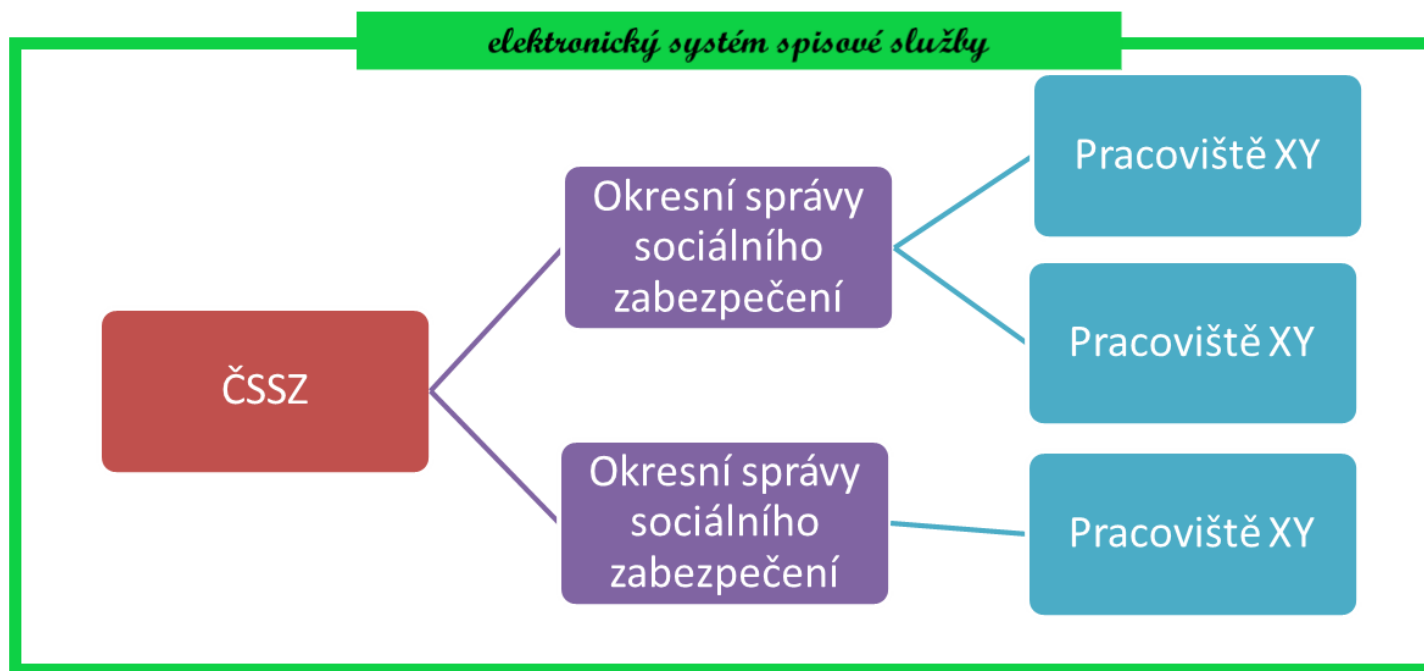 elektronický systém spisové služby
ČSSZ
Okresní správy
sociálního
zabezpečení
Okresní správy
sociálního
zabezpečení
Pracoviště XY
Pracoviště XY
Pracoviště XY